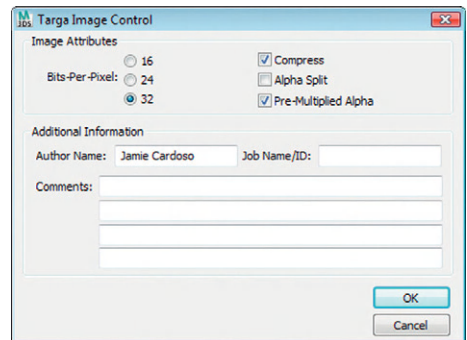 M
3DS
Targa Image Control
Image Attributes
Bits-Per-Pixel:
16
24
32
Compress
Alpha Split
Pre-Multiplied Alpha
Additional Information
Author Name: Jamie Cardoso Job Name/ID:
Comments:
OK
Cancel